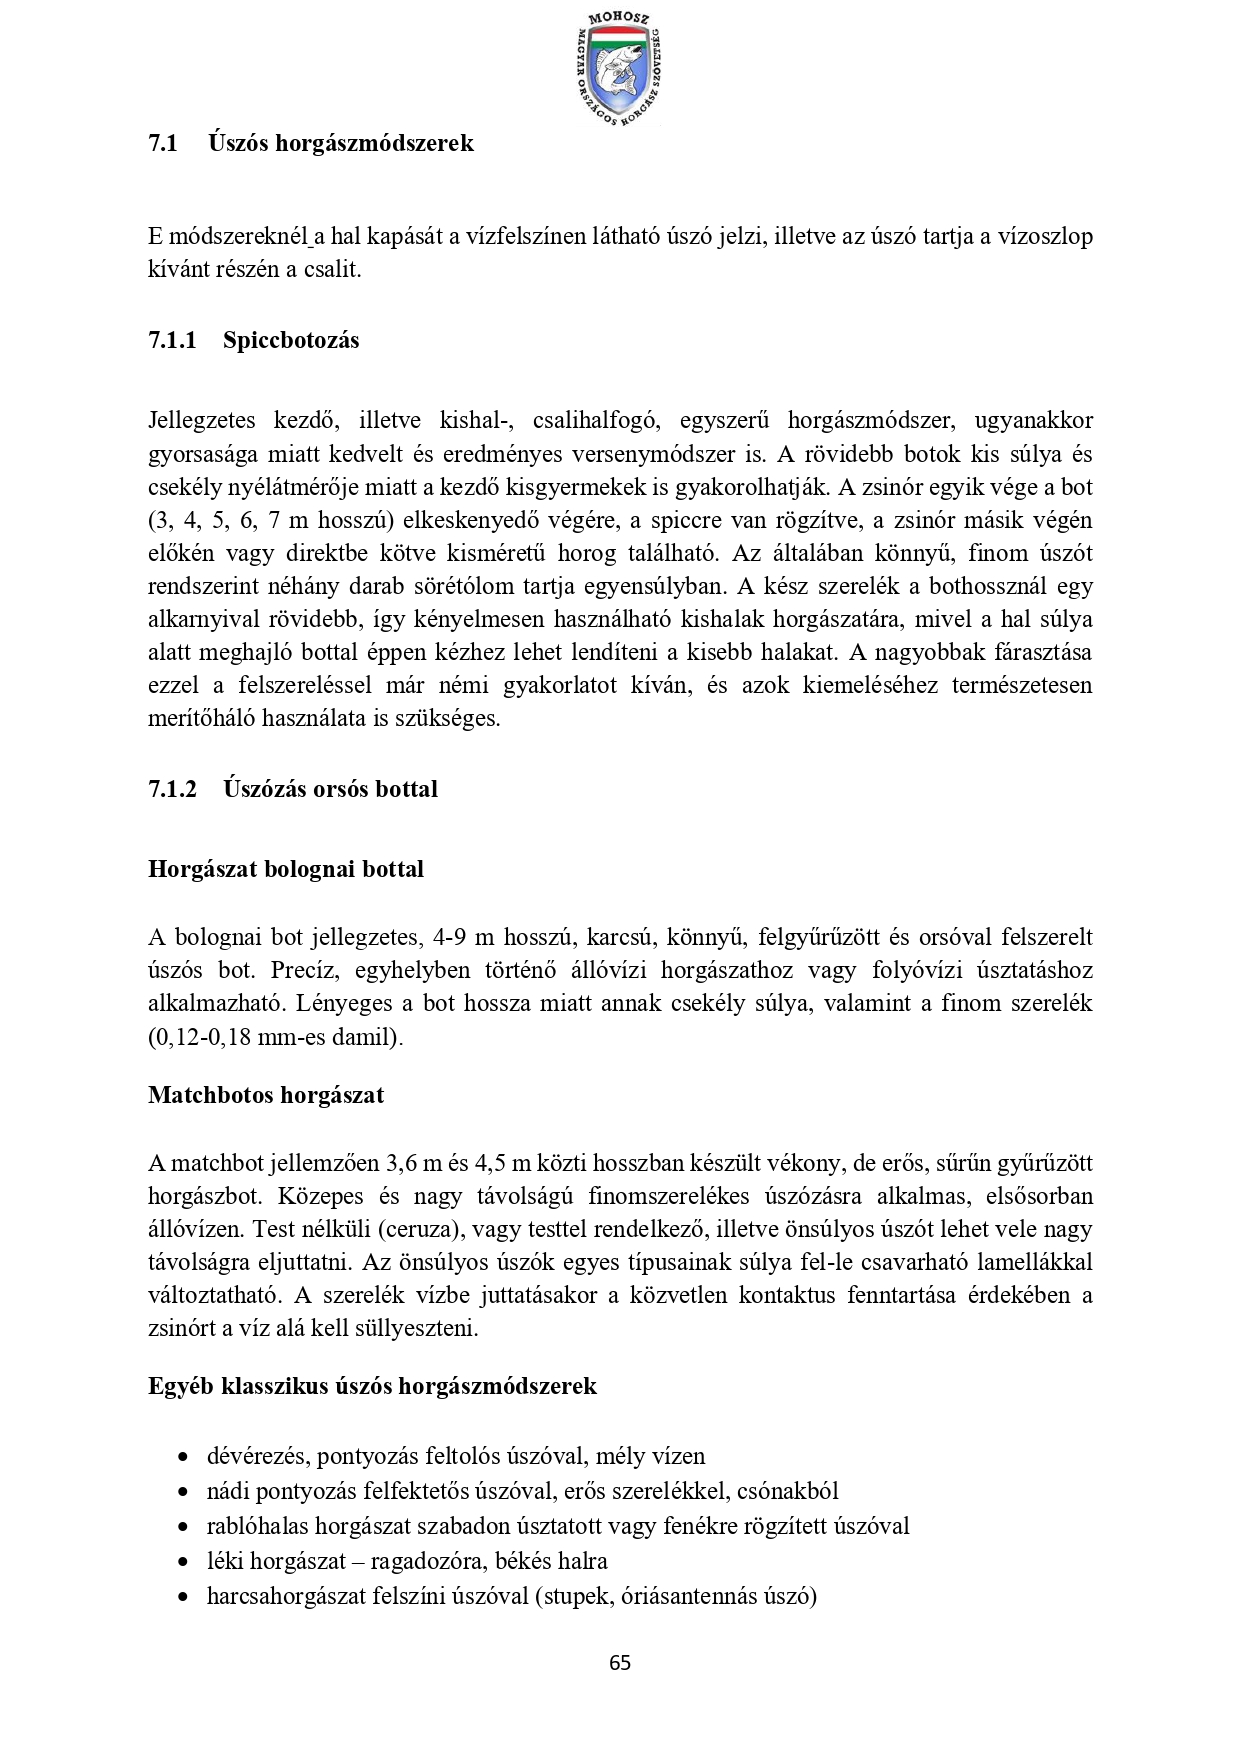 MOHOSZ
MAGYAR ORSZÁGOS HORGÁSZ SZÖVETSÉG
7.1 Úszós horgászmódszerek
E módszereknél a hal kapását a vízfelszínen látható úszó jelzi, illetve az úszó tartja a vízoszlop
kívánt részén a csalit.
7.1.1 Spiccbotozás
Jellegzetes kezdő, illetve kishal-, csalihalfogó, egyszerű horgászmódszer, ugyanakkor
gyorsasága miatt kedvelt és eredményes versenymódszer is. A rövidebb botok kis súlya és
csekély nyélátmérője miatt a kezdő kisgyermekek is gyakorolhatják. A zsinór egyik vége a bot
(3, 4, 5, 6, 7 m hosszú) elkeskenyedő végére, a spiccre van rögzítve, a zsinór másik végén
előkén vagy direktbe kötve kisméretű horog található. Az általában könnyű, finom úszót
rendszerint néhány darab sörétólom tartja egyensúlyban. A kész szerelék a bothossznál egy
alkarnyival rövidebb, így kényelmesen használható kishalak horgászatára, mivel a hal súlya
alatt meghajló bottal éppen kézhez lehet lendíteni a kisebb halakat. A nagyobbak fárasztása
ezzel a felszereléssel már némi gyakorlatot kíván, és azok kiemeléséhez természetesen
merítőháló használata is szükséges.
7.1.2 Úszózás orsós bottal
Horgászat bolognai bottal
A bolognai bot jellegzetes, 4-9 m hosszú, karcsú, könnyű, felgyűrűzött és orsóval felszerelt
úszós bot. Precíz, egyhelyben történő állóvízi horgászathoz vagy folyóvízi úsztatáshoz
alkalmazható. Lényeges a bot hossza miatt annak csekély súlya, valamint a finom szerelék
(0,12-0,18 mm-es damil).
Matchbotos horgászat
A matchbot jellemzően 3,6 m és 4,5 m közti hosszban készült vékony, de erős, sűrűn gyűrűzött
horgászbot. Közepes és nagy távolságú finomszerelékes úszózásra alkalmas, elsősorban
állóvízen. Test nélküli (ceruza), vagy testtel rendelkező, illetve önsúlyos úszót lehet vele nagy
távolságra eljuttatni. Az önsúlyos úszók egyes típusainak súlya fel-le csavarható lamellákkal
változtatható. A szerelék vízbe juttatásakor a közvetlen kontaktus fenntartása érdekében a
zsinórt a víz alá kell süllyeszteni.
Egyéb klasszikus úszós horgászmódszerek
• dévérezés, pontyozás feltolós úszóval, mély vízen
• nádi pontyozás felfektetős úszóval, erős szerelékkel, csónakból
• rablóhalas horgászat szabadon úsztatott vagy fenékre rögzített úszóval
• léki horgászat – ragadozóra, békés halra
• harcsahorgászat felszíni úszóval (stupek, óriásantennás úszó)
65